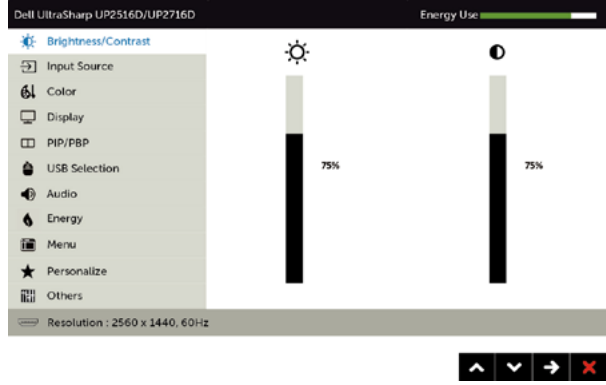 Dell UltraSharp UP2516D/UP2716D
Energy Use
Brightness/Contrast
Input Source
Color
Display
PIP/PBP
USB Selection
Audio
Energy
Menu
Personalize
Others
75%
75%
Resolution : 2560 x 1440, 60Hz